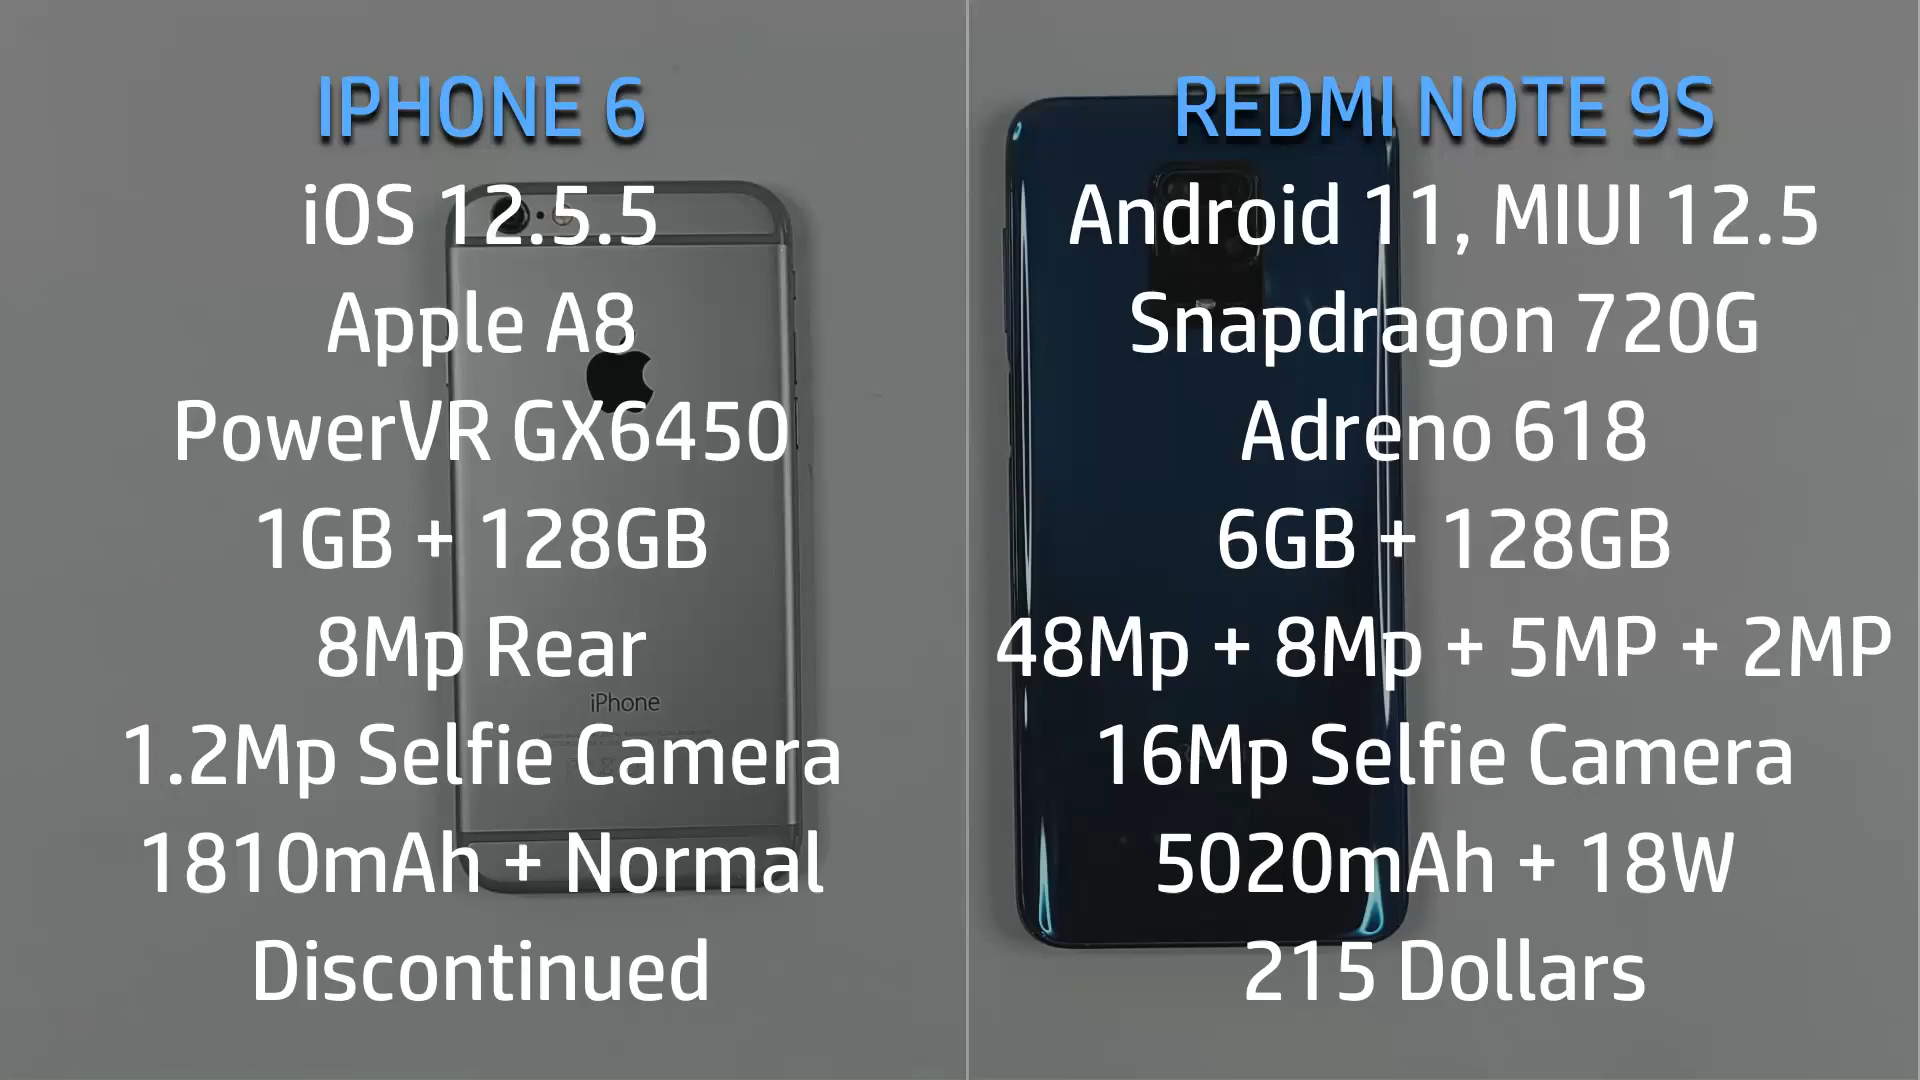 IPHONE 6
iOS 12.5.5
Apple A8
PowerVR GX6450
1GB + 128GB
8Mp Rear
iPhone
1.2Mp Selfie Camera
1810mAh + Normal
Discontinued
REDMI NOTE 9S
Android 11, MIUI 12.5
Snapdragon 720G
Adreno 618
6GB + 128GB
48Mp + 8Mp + 5MP + 2MP
16Mp Selfie Camera
5020mAh + 18W
215 Dollars